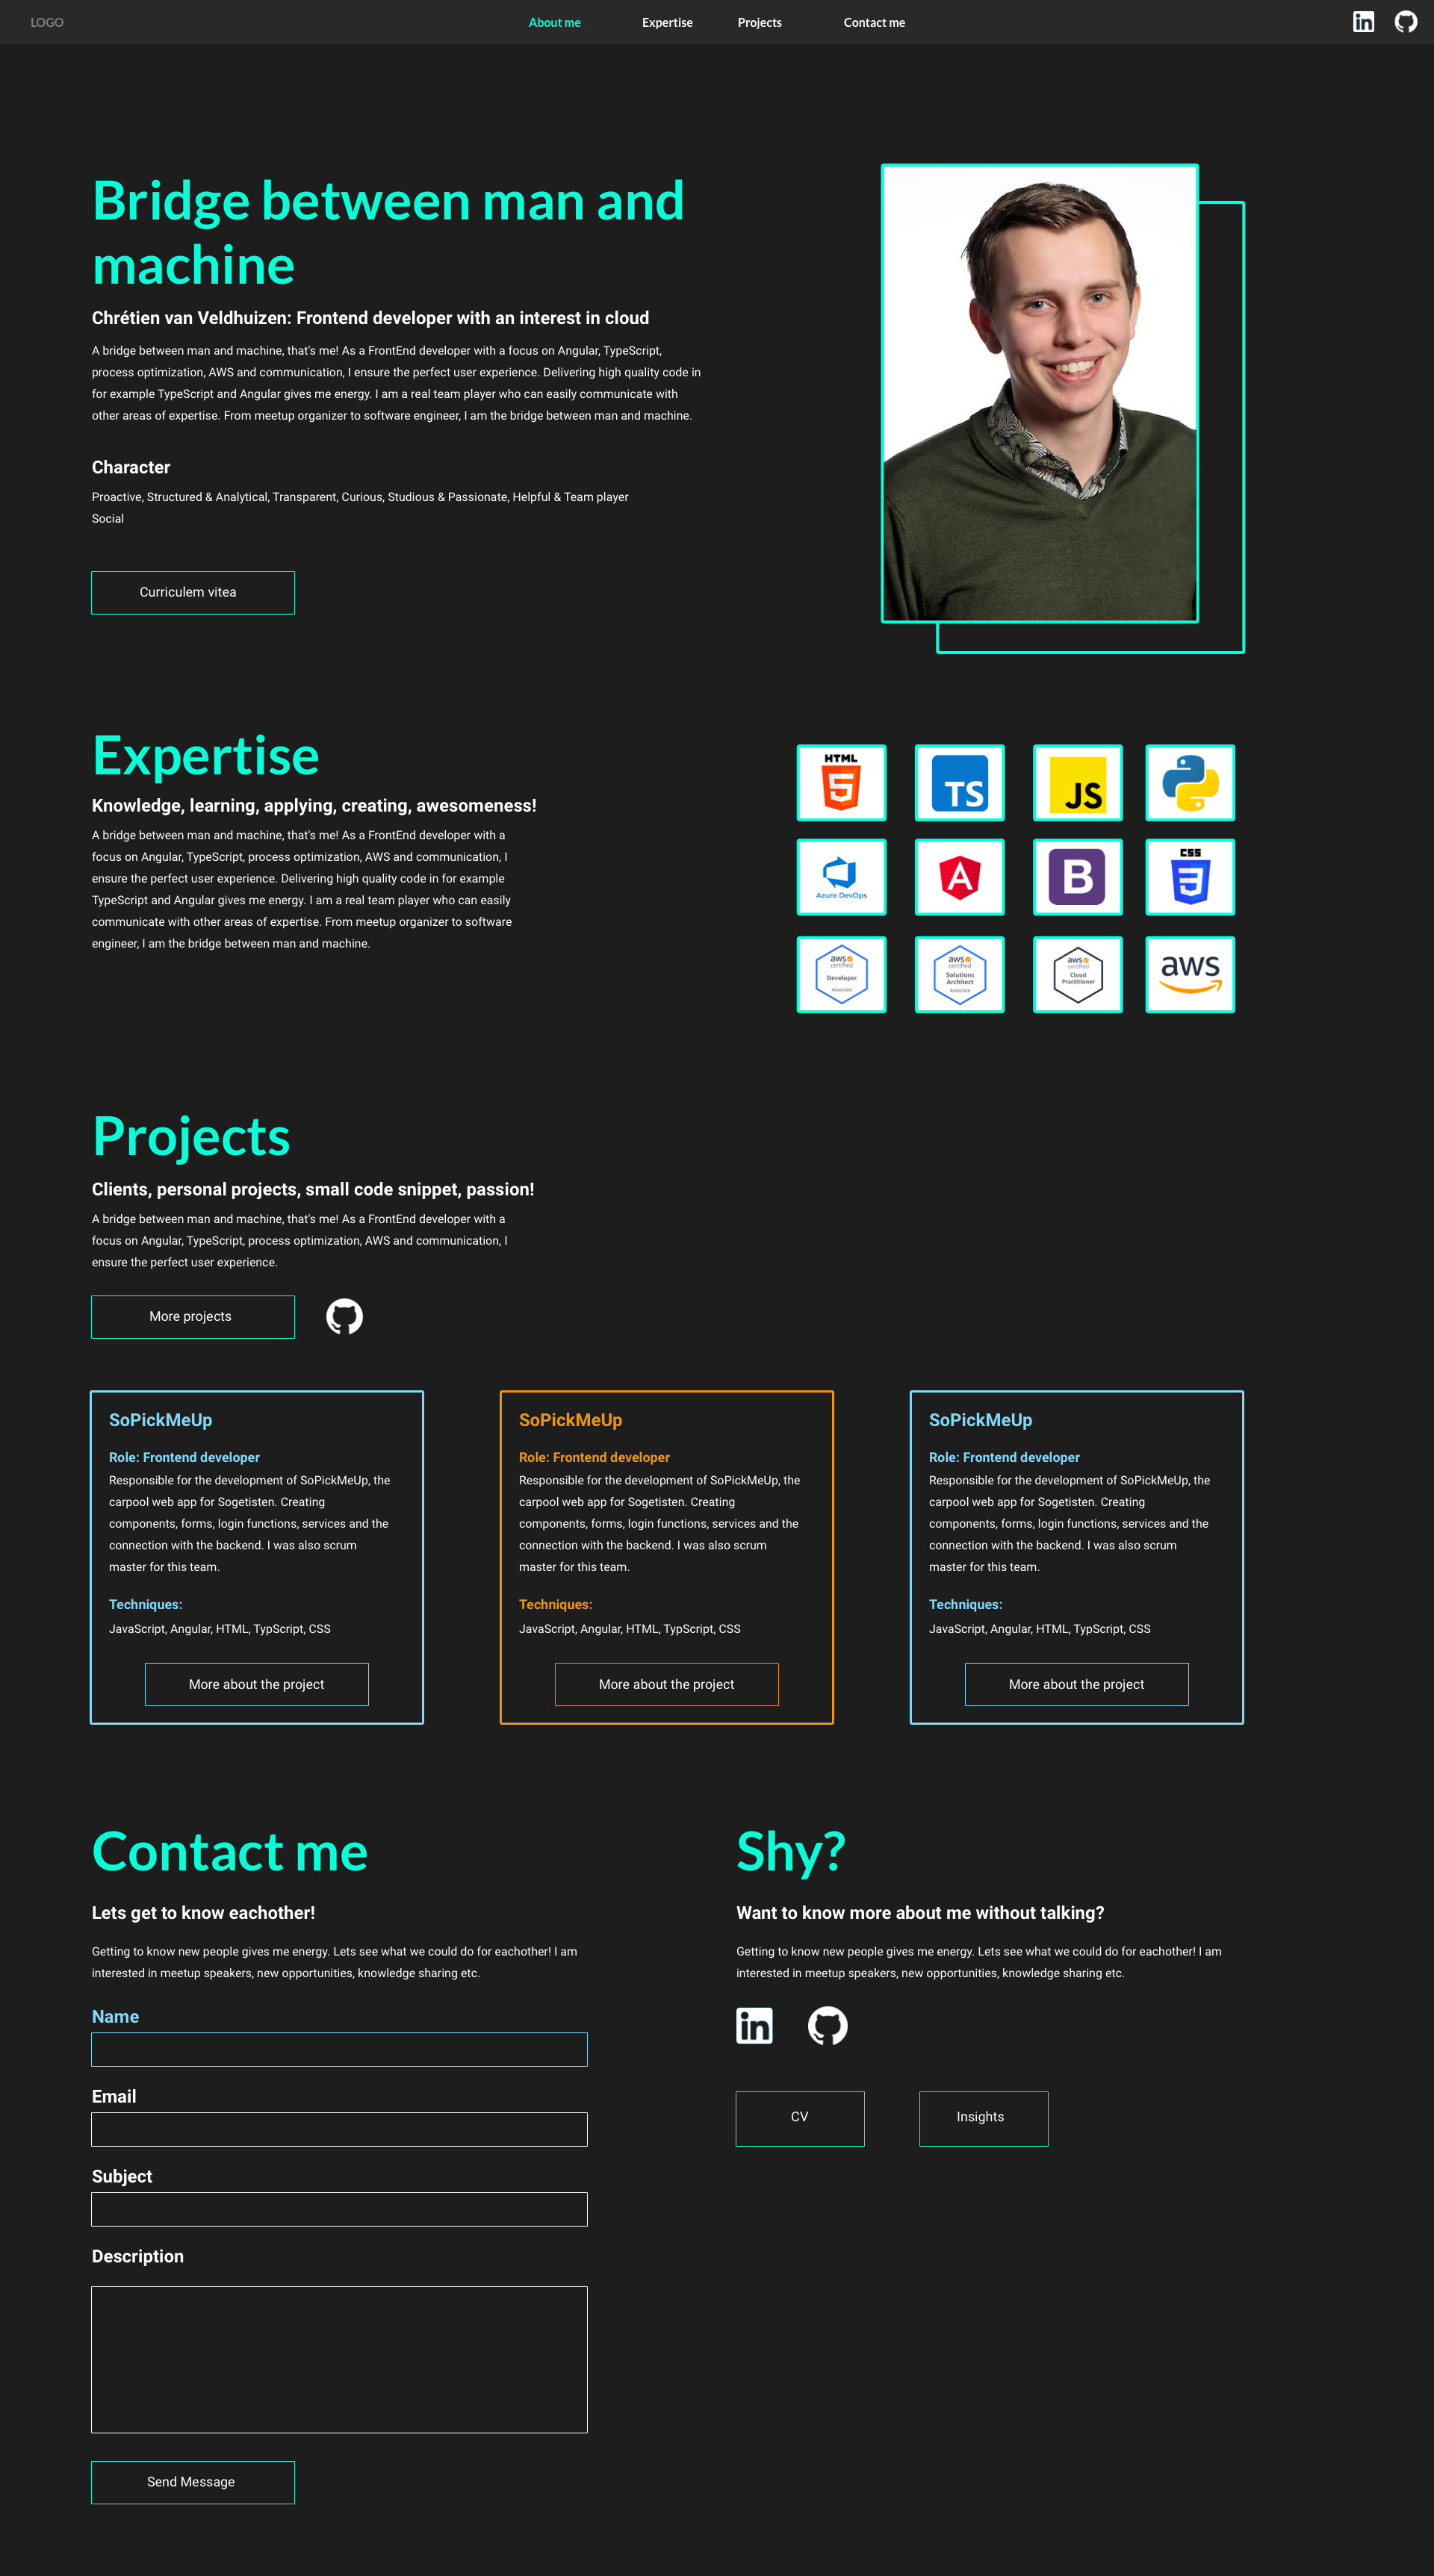 LOGO
About me
Expertise
Projects
Contact me
in
Bridge between man and
machine
Chrétien van Veldhuizen: Frontend developer with an interest in cloud
A bridge between man and machine, that's me! As a FrontEnd developer with a focus on Angular, TypeScript,
process optimization, AWS and communication, I ensure the perfect user experience. Delivering high quality code in
for example TypeScript and Angular gives me energy. I am a real team player who can easily communicate with
other areas of expertise. From meetup organizer to software engineer, I am the bridge between man and machine.
Character
Proactive, Structured & Analytical, Transparent, Curious, Studious & Passionate, Helpful & Team player
Social
Curriculem vitea
Expertise
Knowledge, learning, applying, creating, awesomeness!
A bridge between man and machine, that's me! As a FrontEnd developer with a
focus on Angular, TypeScript, process optimization, AWS and communication, I
ensure the perfect user experience. Delivering high quality code in for example
TypeScript and Angular gives me energy. I am a real team player who can easily
communicate with other areas of expertise. From meetup organizer to software
engineer, I am the bridge between man and machine.
HTML
5
TS
JS
Azure DevOps
A
B
CSS
3
aws
certified
Developer
Associate
aws
certified
Solutions
Architect
Associate
aws
certified
Cloud
Practitioner
aws
Projects
Clients, personal projects, small code snippet, passion!
A bridge between man and machine, that's me! As a FrontEnd developer with a
focus on Angular, TypeScript, process optimization, AWS and communication, I
ensure the perfect user experience.
More projects
SoPickMeUp
Role: Frontend developer
Responsible for the development of SoPickMeUp, the
carpool web app for Sogetisten. Creating
components, forms, login functions, services and the
connection with the backend. I was also scrum
master for this team.
Techniques:
JavaScript, Angular, HTML, TypScript, CSS
More about the project
SoPickMeUp
Role: Frontend developer
Responsible for the development of SoPickMeUp, the
carpool web app for Sogetisten. Creating
components, forms, login functions, services and the
connection with the backend. I was also scrum
master for this team.
Techniques:
JavaScript, Angular, HTML, TypScript, CSS
More about the project
SoPickMeUp
Role: Frontend developer
Responsible for the development of SoPickMeUp, the
carpool web app for Sogetisten. Creating
components, forms, login functions, services and the
connection with the backend. I was also scrum
master for this team.
Techniques:
JavaScript, Angular, HTML, TypScript, CSS
More about the project
Contact me
Lets get to know eachother!
Getting to know new people gives me energy. Lets see what we could do for eachother! I am
interested in meetup speakers, new opportunities, knowledge sharing etc.
Name
Email
Subject
Description
Send Message
Shy?
Want to know more about me without talking?
Getting to know new people gives me energy. Lets see what we could do for eachother! I am
interested in meetup speakers, new opportunities, knowledge sharing etc.
in
CV
Insights